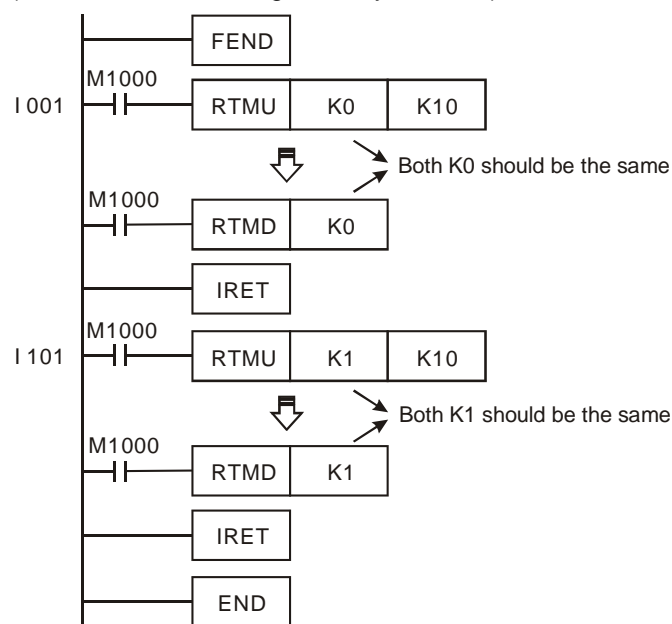 FEND
M1000
I 001
RTMU K0 K10
Both K0 should be the same
M1000
RTMD K0
IRET
M1000
I 101
RTMU K1 K10
Both K1 should be the same
M1000
RTMD K1
IRET
END